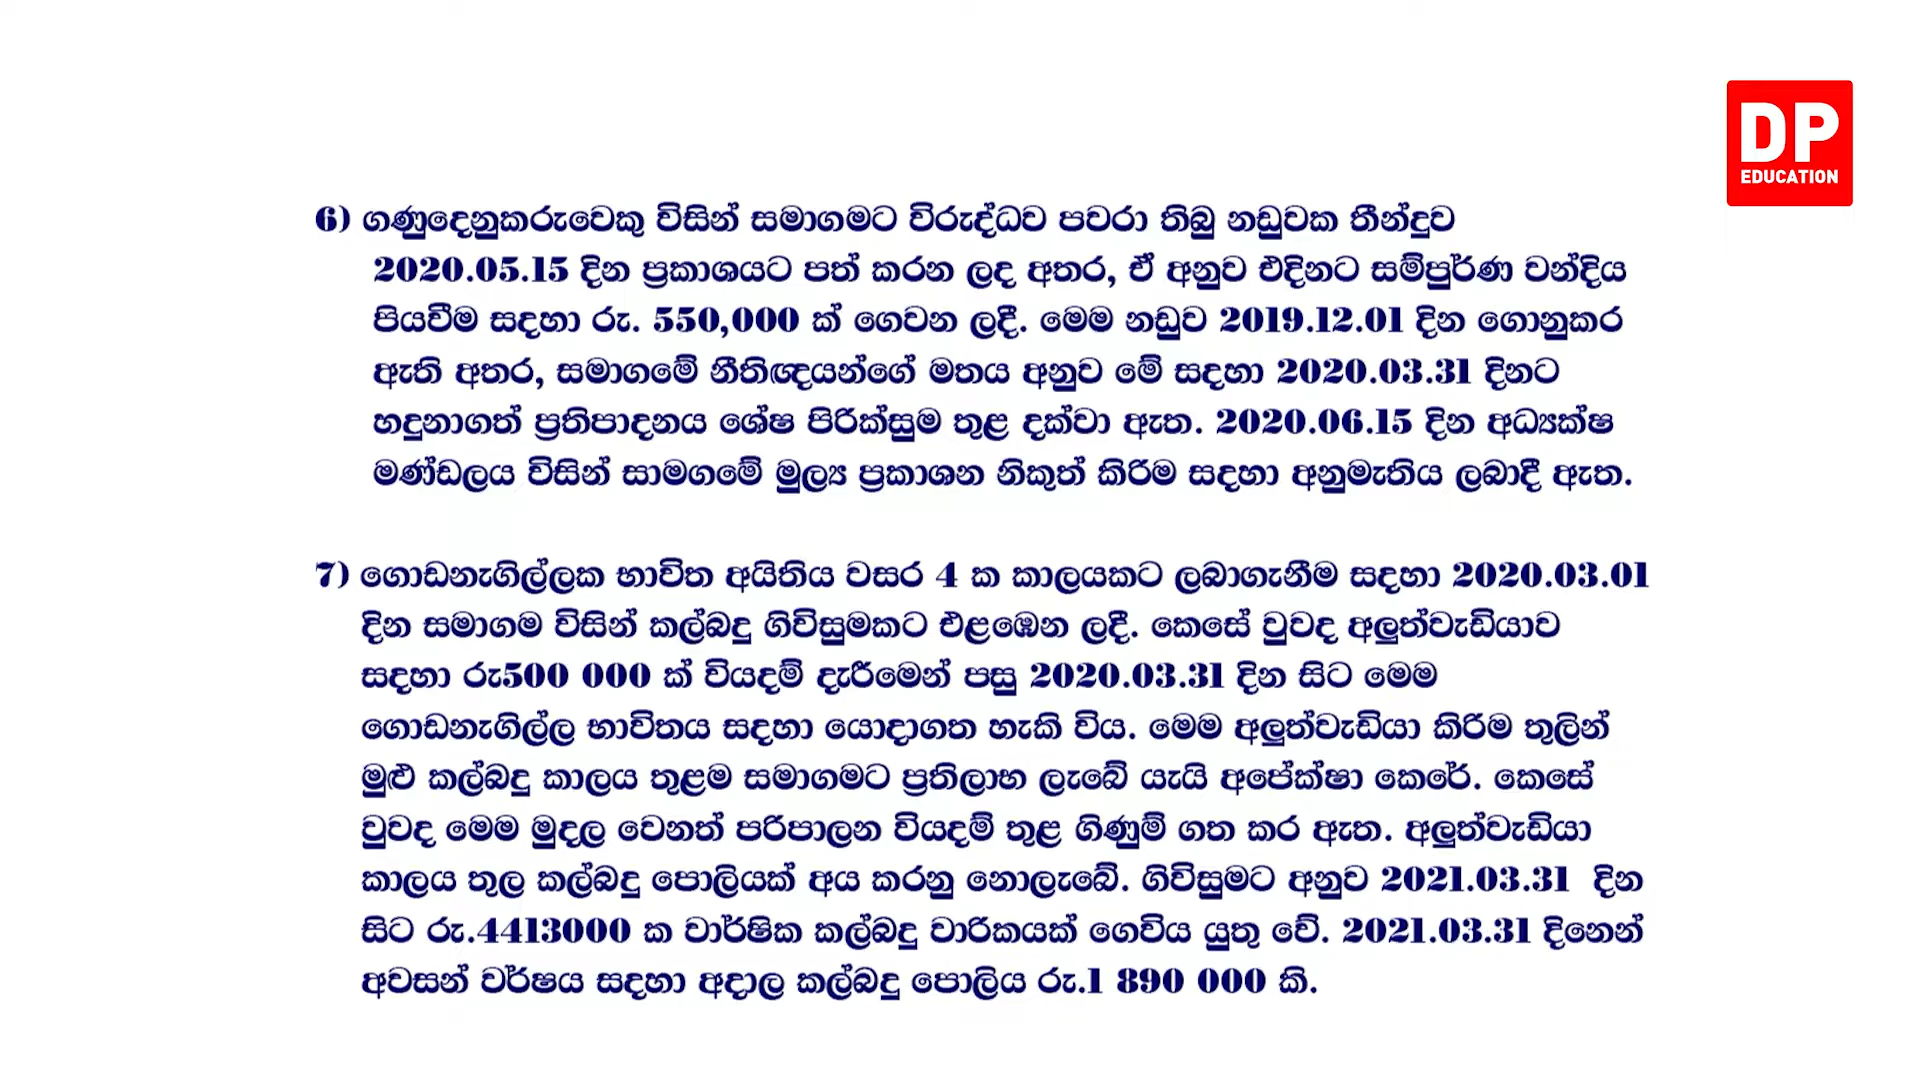 DP
EDUCATION
6) ගණුදෙනුකරුවෙකු විසින් සමාගමට විරුද්ධව පවරා තිබු නඩුවක තීන්දුව
2020.05.15 දින ප්‍රකාශයට පත් කරන ලද අතර, ඒ අනුව එදිනට සම්පුර්ණ වන්දිය
පියවීම සඳහා රු. 550,000 ක් ගෙවන ලදී. මෙම නඩුව 2019.12.01 දින ගොනුකර
ඇති අතර, සමාගමේ නීතිඥයන්ගේ මතය අනුව මේ සඳහා 2020.03.31 දිනට
හඳුනාගත් ප්‍රතිපාදනය ශේෂ පිරික්සුම තුළ දක්වා ඇත. 2020.06.15 දින අධ්‍යක්ෂ
මණ්ඩලය විසින් සාමගමේ මුල්‍ය ප්‍රකාශන නිකුත් කිරිම සඳහා අනුමැතිය ලබාදී ඇත.
7) ගොඩනැගිල්ලක භාවිත අයිතිය වසර 4 ක කාලයකට ලබාගැනීම සඳහා 2020.03.01
දින සමාගම විසින් කල්බදු ගිවිසුමකට එළඹෙන ලදී. කෙසේ වුවද අලුත්වැඩියාව
සඳහා රු500 000 ක් වියදම් දැරීමෙන් පසු 2020.03.31 දින සිට මෙම
ගොඩනැගිල්ල භාවිතය සඳහා යොදාගත හැකි විය. මෙම අලුත්වැඩියා කිරිම තුලින්
මුළු කල්බදු කාලය තුළම සමාගමට ප්‍රතිලාභ ලැබේ යැයි අපේක්ෂා කෙරේ. කෙසේ
වුවද මෙම මුදල වෙනත් පරිපාලන වියදම් තුළ ගිණුම් ගත කර ඇත. අලුත්වැඩියා
කාලය තුල කල්බදු පොලියක් අය කරනු නොලැබේ. ගිවිසුමට අනුව 2021.03.31 දින
සිට රු.4413000 ක වාර්ෂික කල්බදු වාරිකයක් ගෙවිය යුතු වේ. 2021.03.31 දිනෙන්
අවසන් වර්ෂය සඳහා අදාල කල්බදු පොලිය රු.1 890 000 කි.